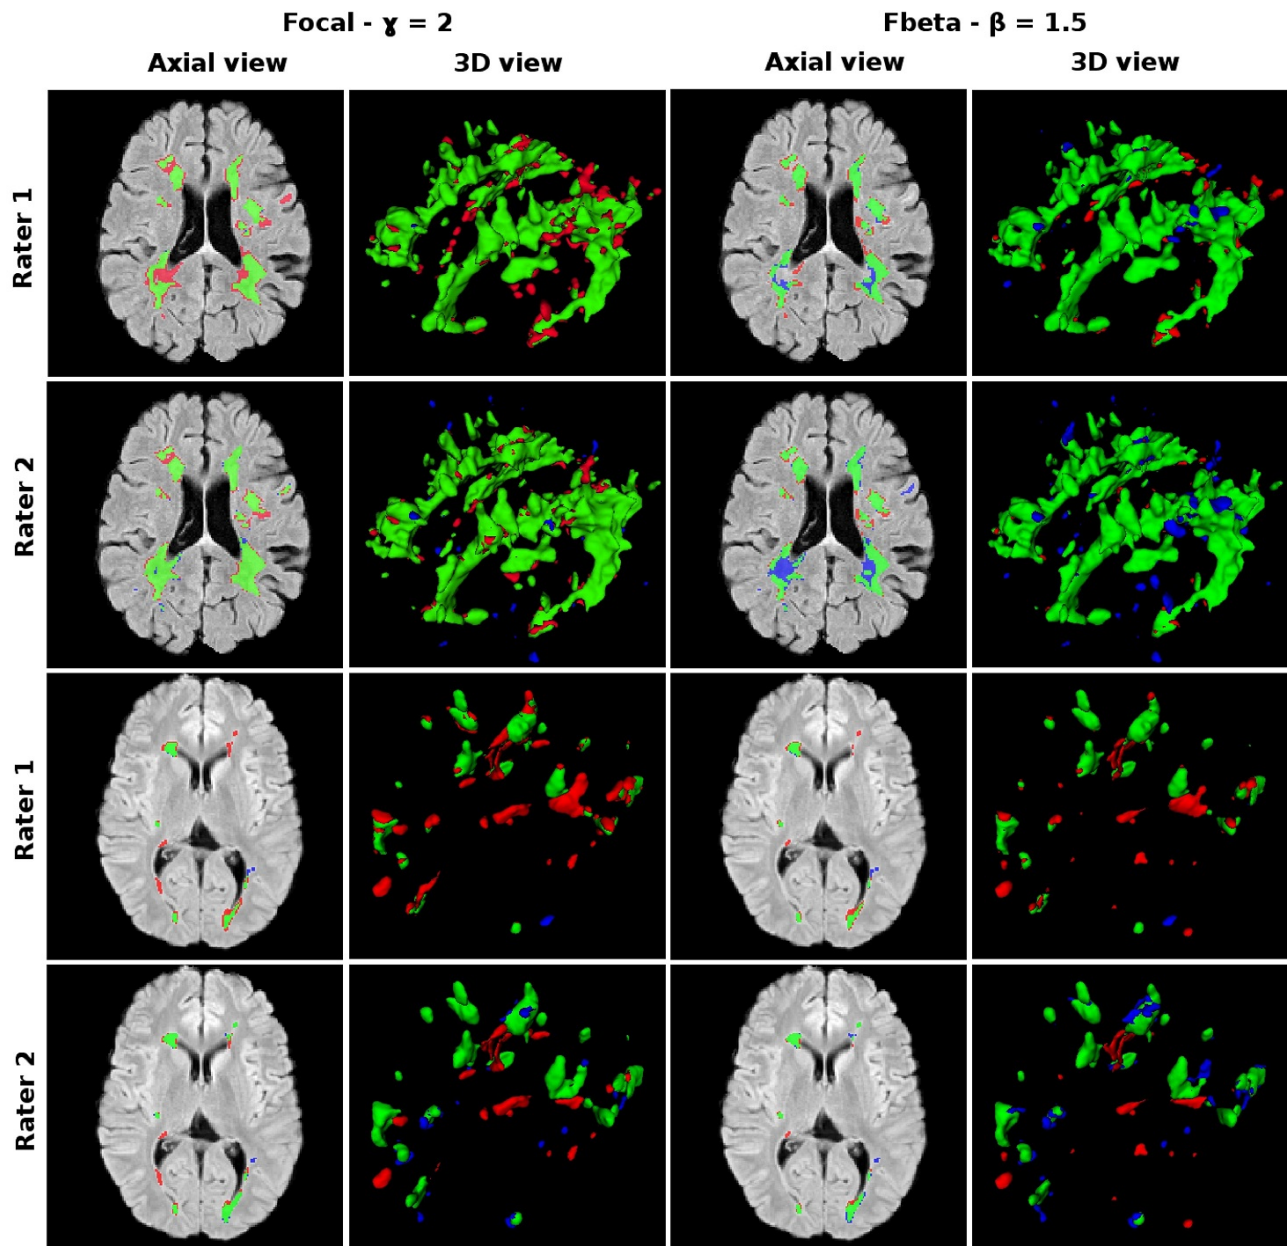 Focal - ɣ = 2 Fbeta - β = 1.5
Axial view 3D view Axial view 3D view
Rater 1
Rater 2
Rater 1
Rater 2